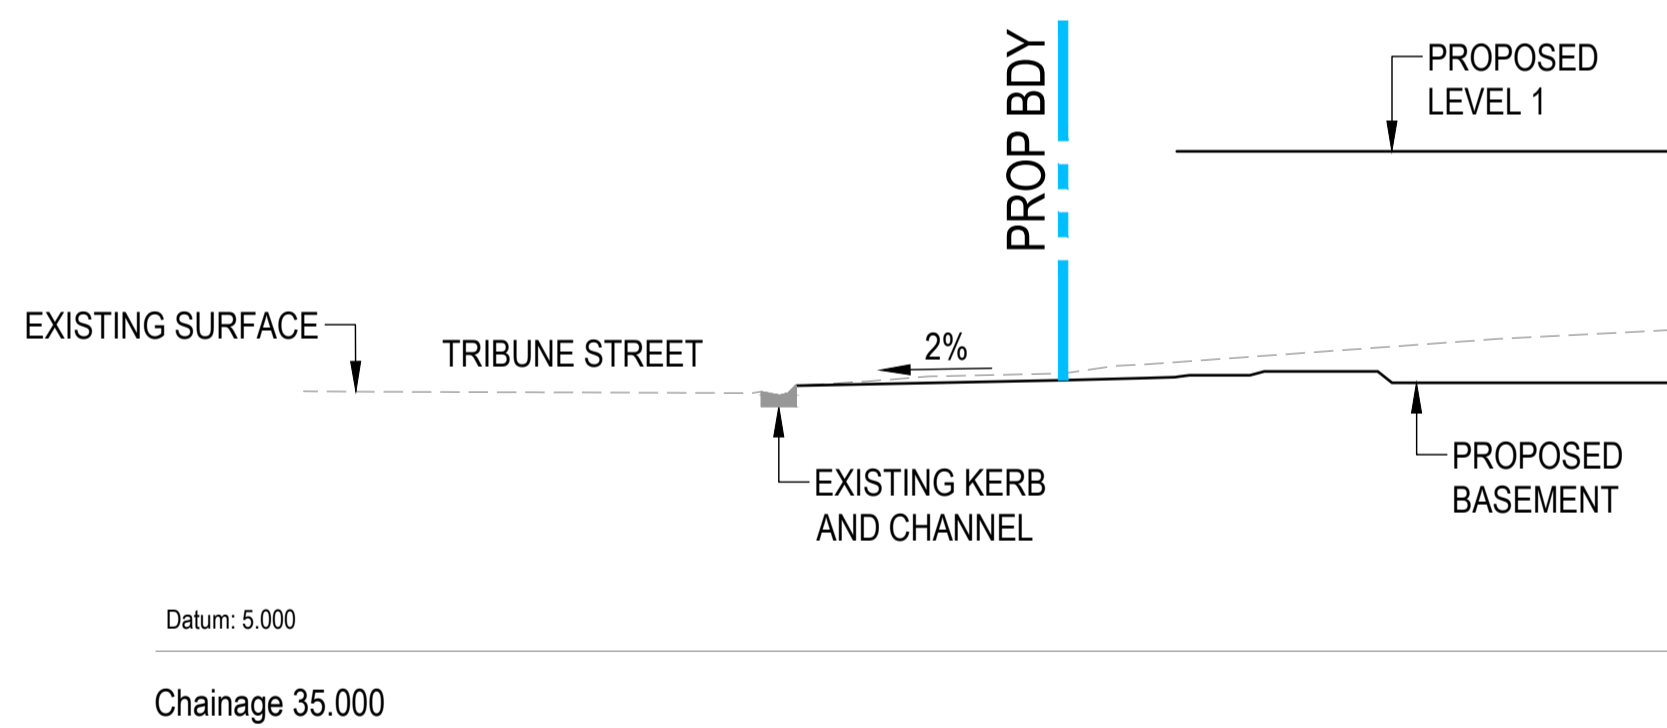 PROP BDY
PROPOSED
LEVEL 1
EXISTING SURFACE
TRIBUNE STREET
2%
EXISTING KERB
AND CHANNEL
PROPOSED
BASEMENT
Datum: 5.000
Chainage 35.000